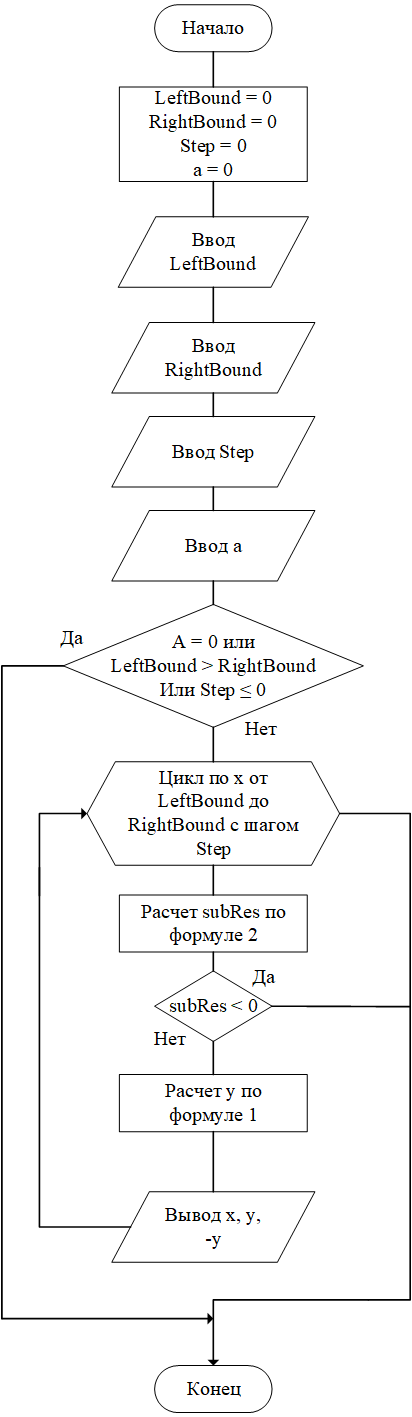 Начало
LeftBound = 0
RightBound = 0
Step = 0
a = 0
Ввод
LeftBound
Ввод
RightBound
Ввод Step
Ввод a
Да
A = 0 или
LeftBound > RightBound
Или Step ≤ 0
Нет
Цикл по x от
LeftBound до
RightBound с шагом
Step
Расчет subRes по
формуле 2
Да
subRes < 0
Нет
Расчет y по
формуле 1
Вывод x, y,
-y
Конец